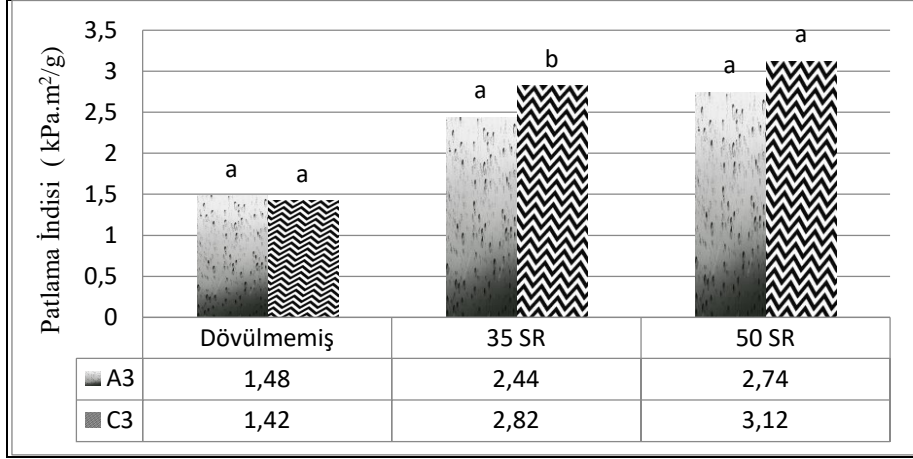 Patlama İndisi ( kPa.m²/g)
3,5
3
2,5
2
1,5
1
0,5
0
a a
a b
a a
Dövülmemiş 35 SR 50 SR
A3 1,48 2,44 2,74
C3 1,42 2,82 3,12